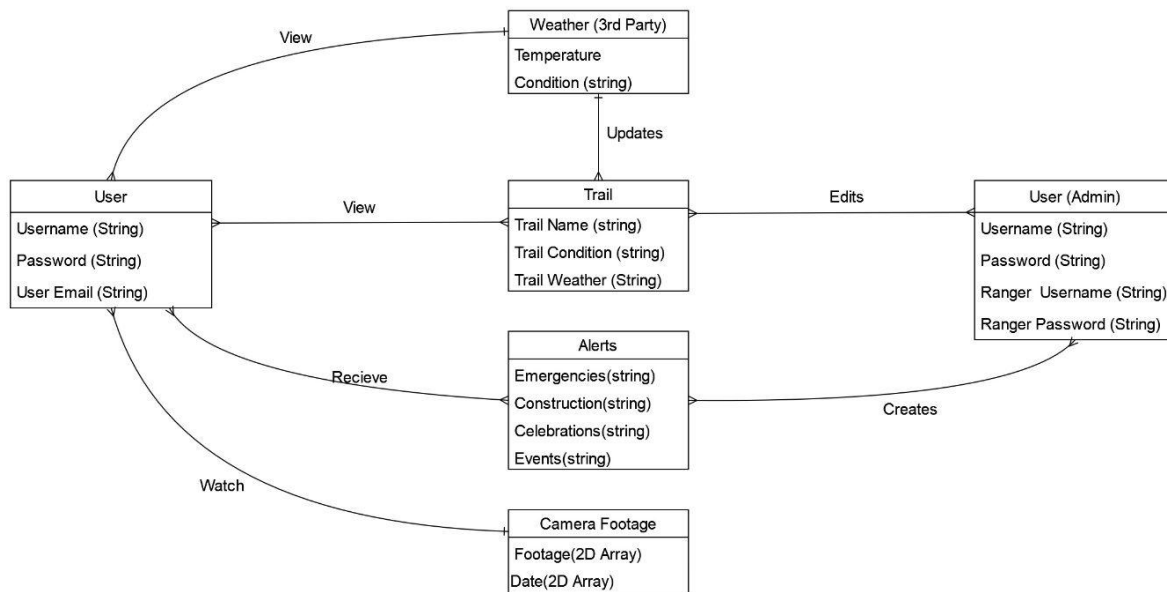 Weather (3rd Party)
Temperature
Condition (string)
View
Updates
User
Username (String)
Password (String)
User Email (String)
View
Trail
Trail Name (string)
Trail Condition (string)
Trail Weather (String)
Edits
User (Admin)
Username (String)
Password (String)
Ranger Username (String)
Ranger Password (String)
Recieve
Alerts
Emergencies(string)
Construction(string)
Celebrations(string)
Events(string)
Creates
Watch
Camera Footage
Footage(2D Array)
Date(2D Array)